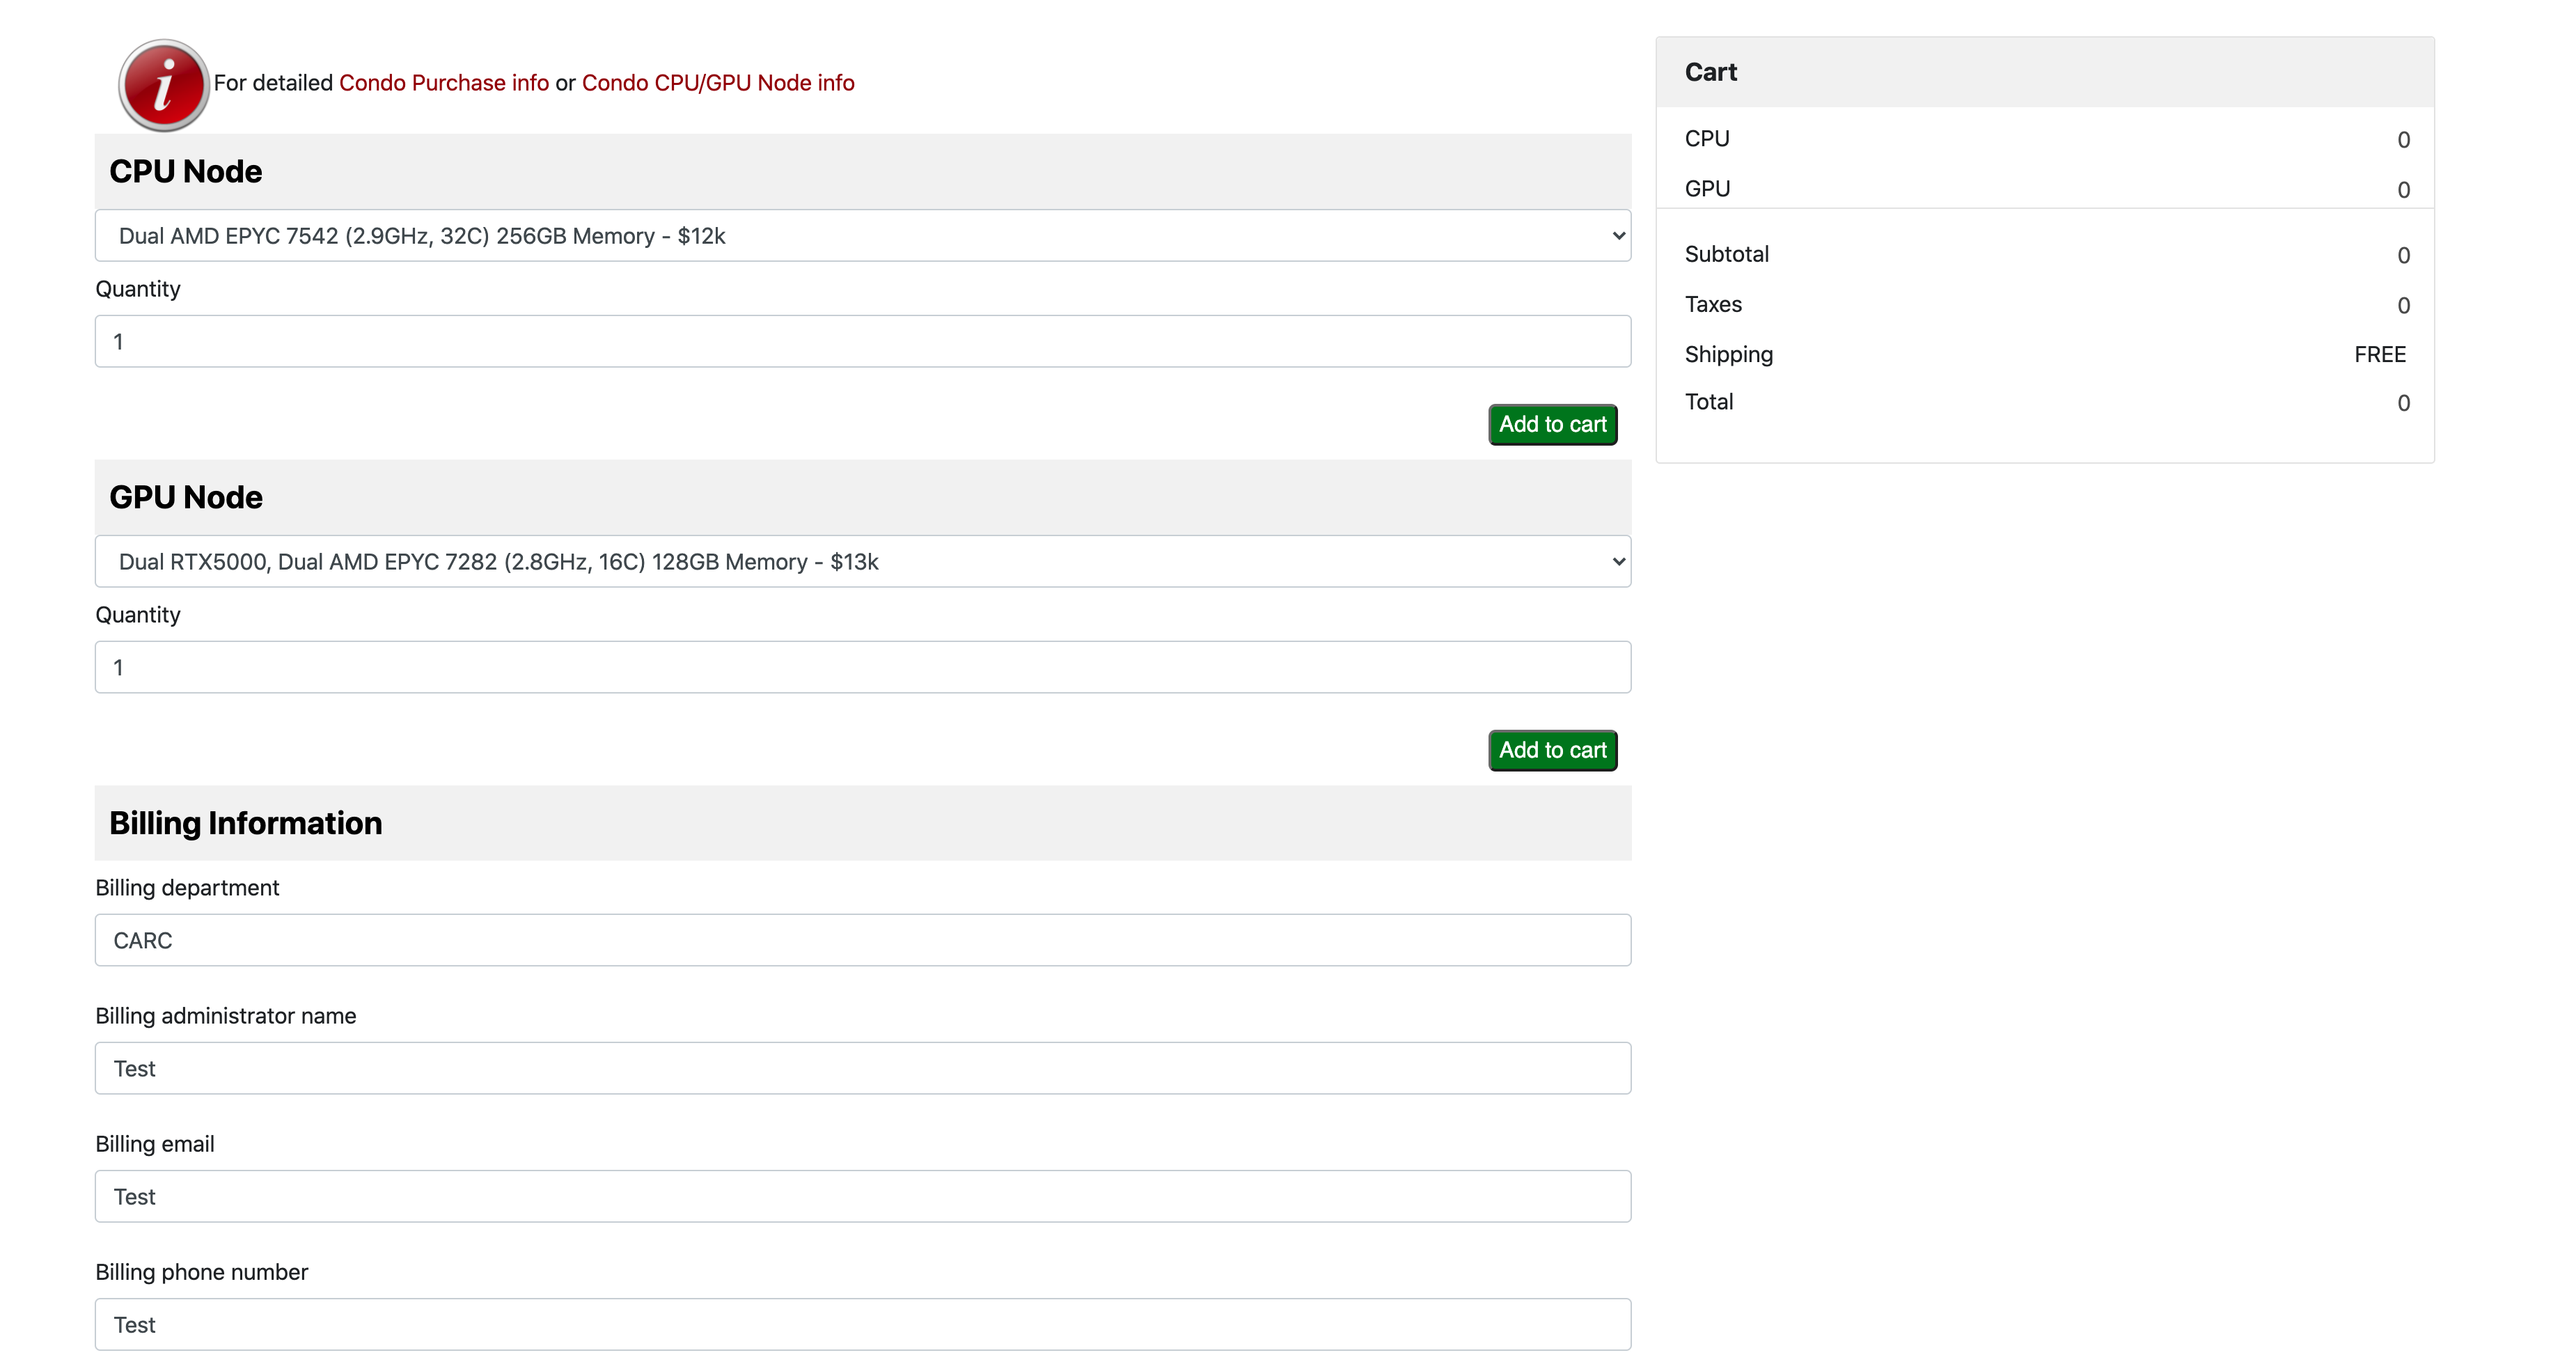 For detailed Condo Purchase info or Condo CPU/GPU Node info
CPU Node
Dual AMD EPYC 7542 (2.9GHz, 32C) 256GB Memory - $12k
Quantity
1
Add to cart
GPU Node
Dual RTX5000, Dual AMD EPYC 7282 (2.8GHz, 16C) 128GB Memory - $13k
Quantity
1
Add to cart
Billing Information
Billing department
CARC
Billing administrator name
Test
Billing email
Test
Billing phone number
Test
Cart
CPU 0
GPU 0
Subtotal 0
Taxes 0
Shipping FREE
Total 0